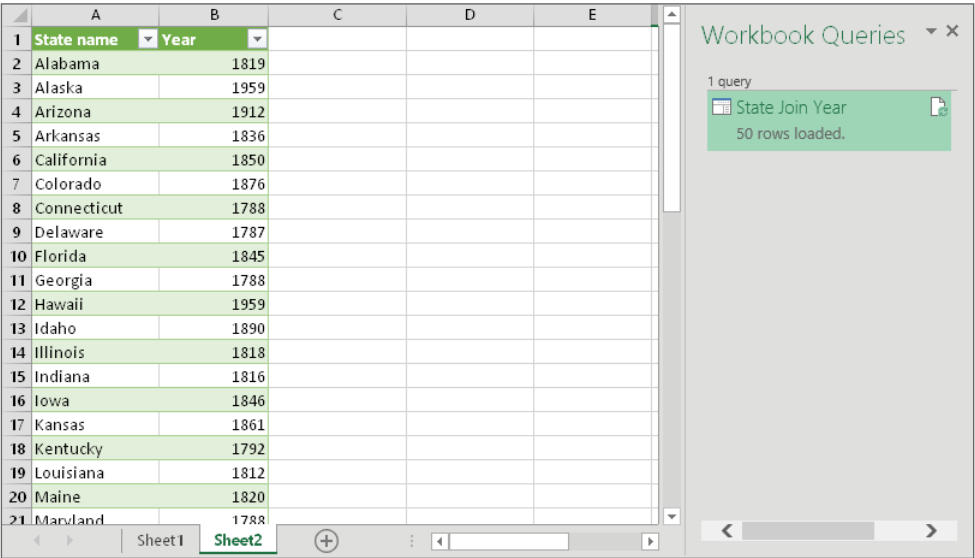 A B C D E
1 State name Year
2 Alabama 1819
3 Alaska 1959
4 Arizona 1912
5 Arkansas 1836
6 California 1850
7 Colorado 1876
8 Connecticut 1788
9 Delaware 1787
10 Florida 1845
11 Georgia 1788
12 Hawaii 1959
13 Idaho 1890
14 Illinois 1818
15 Indiana 1816
16 Iowa 1846
17 Kansas 1861
18 Kentucky 1792
19 Louisiana 1812
20 Maine 1820
21 Maryland 1788
Sheet1 Sheet2
Workbook Queries
1 query
State Join Year
50 rows loaded.